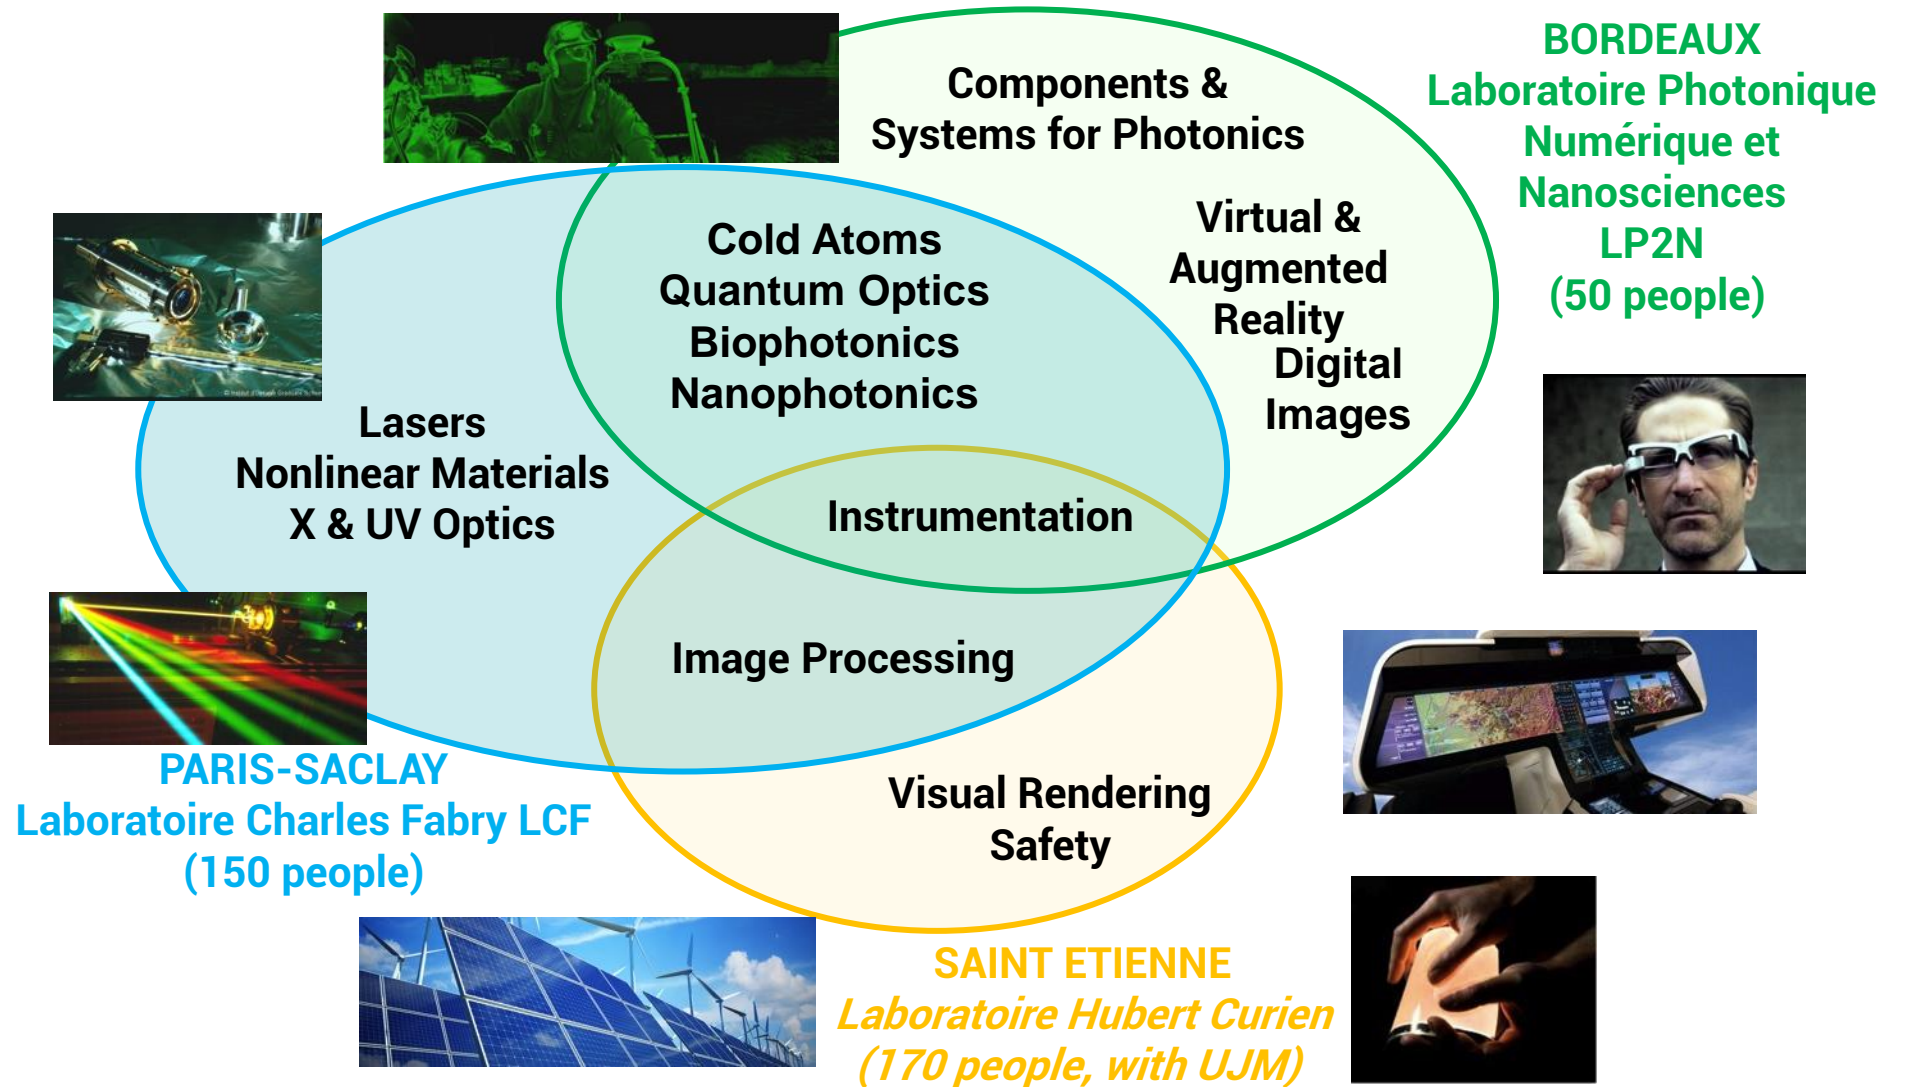 Components &
Systems for Photonics
BORDEAUX
Laboratoire Photonique
Numérique et
Nanosciences
LP2N
(50 people)
Virtual &
Augmented
Reality
Digital
Images
Cold Atoms
Quantum Optics
Biophotonics
Nanophotonics
Lasers
Nonlinear Materials
X & UV Optics
Instrumentation
Image Processing
PARIS-SACLAY
Laboratoire Charles Fabry LCF
(150 people)
Visual Rendering
Safety
SAINT ETIENNE
Laboratoire Hubert Curien
(170 people, with UJM)